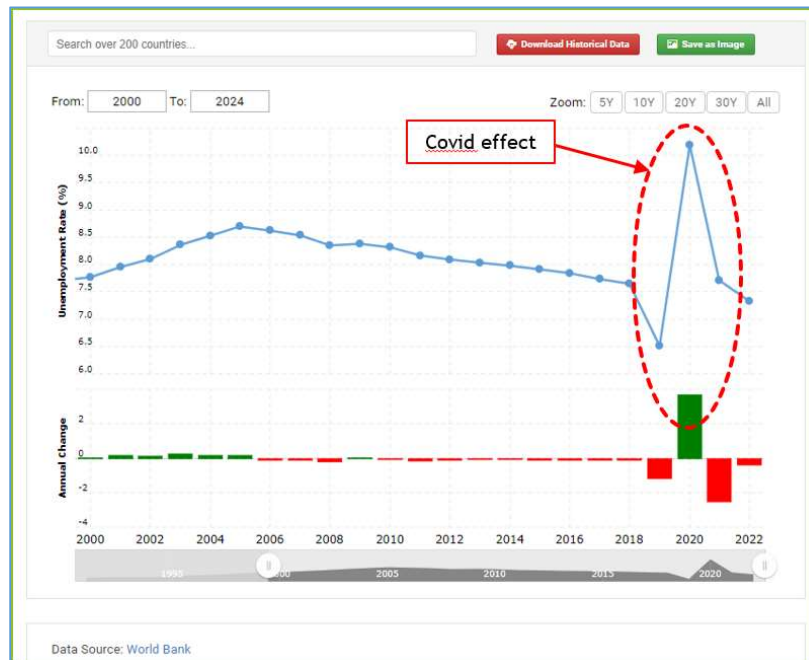 Search over 200 countries...
Download Historical Data
Save as Image
From: 2000 To: 2024
Zoom: 5Y 10Y 20Y 30Y All
Covid effect
Unemployment Rate (%)
10.0
9.5
9.0
8.5
8.0
7.5
7.0
6.5
6.0
Annual Change
2
0
-2
-4
2000 2002 2004 2006 2008 2010 2012 2014 2016 2018 2020 2022
1995 2000 2005 2010 2015 2020
Data Source: World Bank